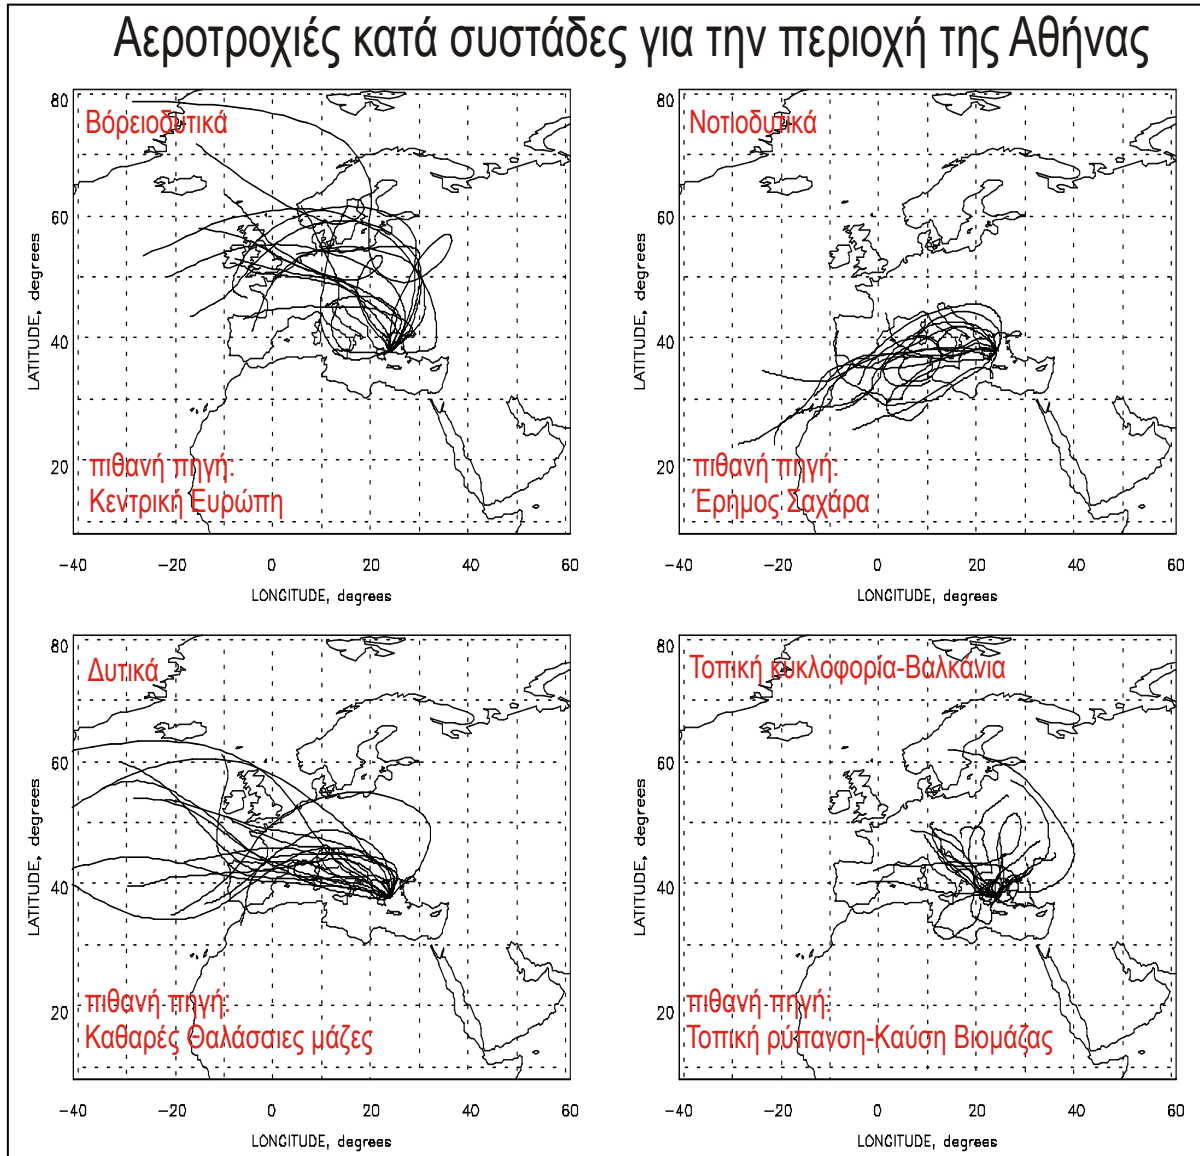 Αεροτροχιές κατά συστάδες για την περιοχή της Αθήνας
Βόρειοδυτικά
πιθανή πηγή:
Κεντρική Ευρώπη
80
60
40
20
LATITUDE, degrees
-40 -20 0 20 40 60
LONGITUDE, degrees
Νοτιοδυτικά
πιθανή πηγή:
Έρημος Σαχάρα
80
60
40
20
LATITUDE, degrees
-40 -20 0 20 40 60
LONGITUDE, degrees
Δυτικά
πιθανή πηγή:
Καθαρές Θαλάσσιες μάζες
80
60
40
20
LATITUDE, degrees
-40 -20 0 20 40 60
LONGITUDE, degrees
Τοπική κυκλοφορία-Βαλκάνια
πιθανή πηγή:
Τοπική ρύπανση-Καύση Βιομάζας
80
60
40
20
LATITUDE, degrees
-40 -20 0 20 40 60
LONGITUDE, degrees